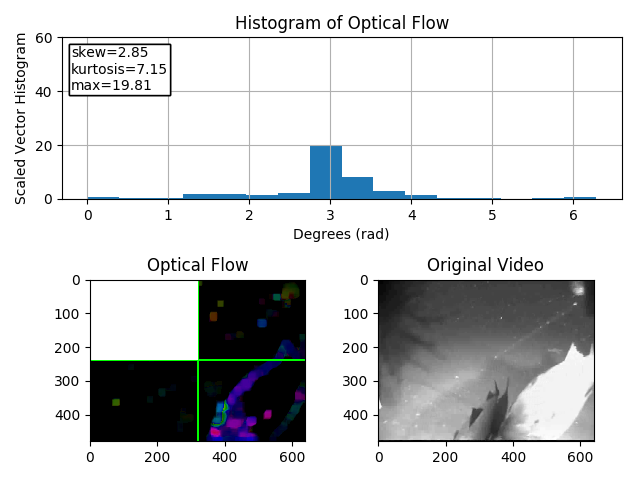 Histogram of Optical Flow
Scaled Vector Histogram
60
40
20
0
skew=2.85
kurtosis=7.15
max=19.81
0 1 2 3 4 5 6
Degrees (rad)
Optical Flow
0
100
200
300
400
0 200 400 600
Original Video
0
100
200
300
400
0 200 400 600